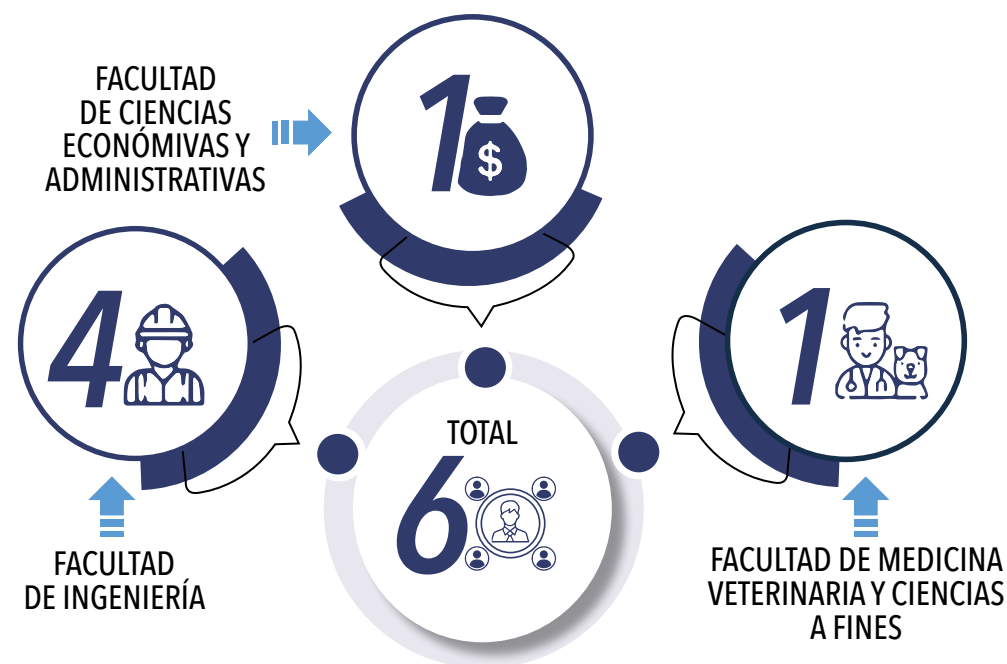 FACULTAD
DE CIENCIAS
ECONÓMIVAS Y
ADMINISTRATIVAS
1
$
4
1
TOTAL
6
FACULTAD
DE INGENIERÍA
FACULTAD DE MEDICINA
VETERINARIA Y CIENCIAS
A FINES